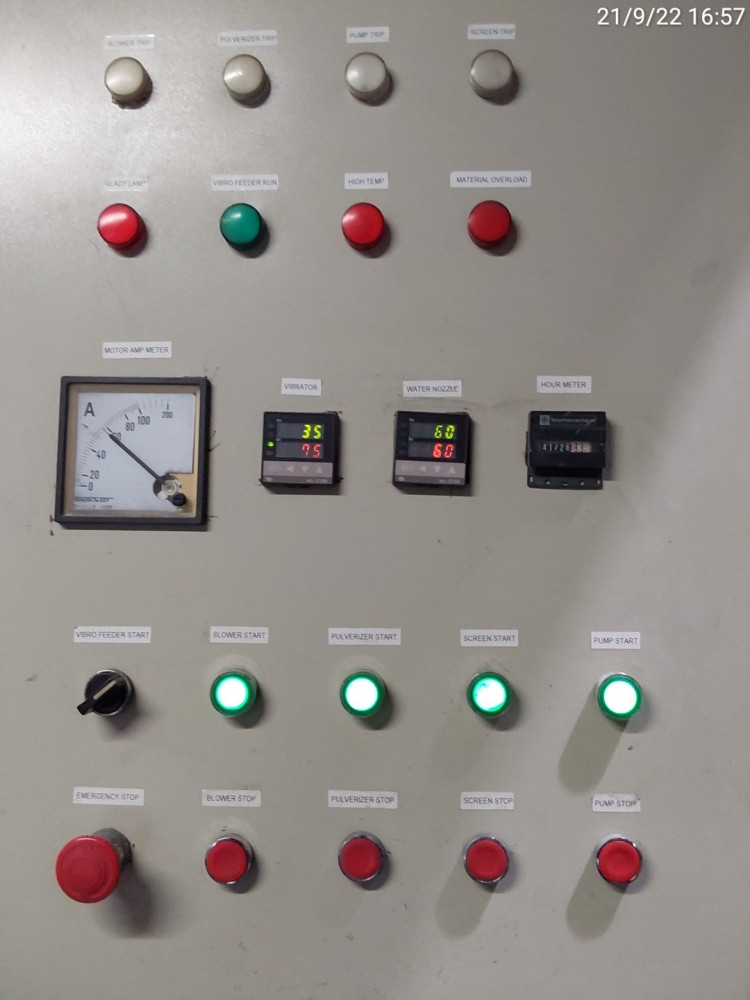 21/9/22 16:57
BLOWER TRIP
PULVERIZER TRIP
PUMP TRIP
SCREEN TRIP
READY LAMP
VIBRO FEEDER RUN
HIGH TEMP
MATERIAL OVERLOAD
MOTOR AMP METER
VIBRATOR
WATER NOZZLE
HOUR METER
A
0
20
40
60
80
100
200
35
75
60
60
VIBRO FEEDER START
BLOWER START
PULVERIZER START
SCREEN START
PUMP START
EMERGENCY STOP
BLOWER STOP
PULVERIZER STOP
SCREEN STOP
PUMP STOP